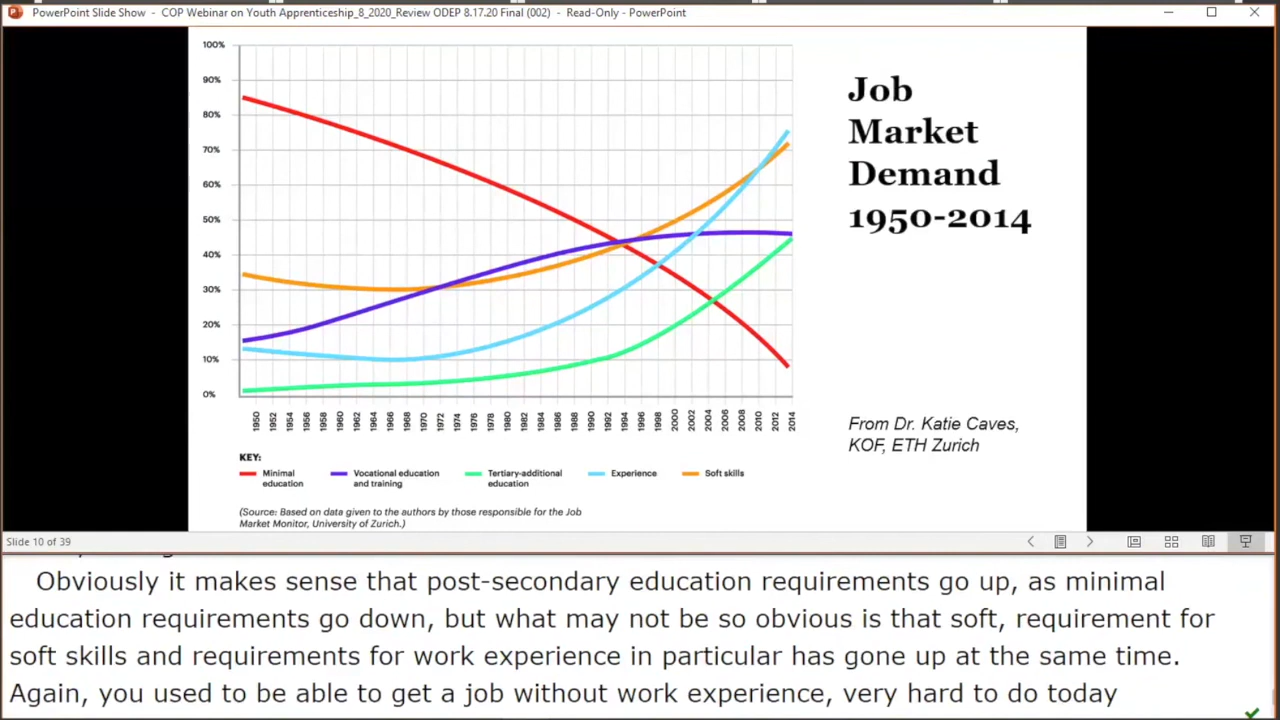 PowerPoint Slide Show - COP Webinar on Youth Apprenticeship_8_2020_Review ODEP 8.17.20 Final (002) - Read-Only - PowerPoint
100%
90%
80%
70%
60%
50%
40%
30%
20%
10%
0%
1950 1952 1954 1956 1958 1960 1962 1964 1966 1968 1970 1972 1974 1976 1978 1980 1982 1984 1986 1988 1990 1992 1994 1996 1998 2000 2002 2004 2006 2008 2010 2012 2014
KEY:
Minimal education
Vocational education and training
Tertiary-additional education
Experience
Soft skills
(Source: Based on data given to the authors by those responsible for the Job
Market Monitor, University of Zurich.)
Job
Market
Demand
1950-2014
From Dr. Katie Caves,
KOF, ETH Zurich
Slide 10 of 39
Obviously it makes sense that post-secondary education requirements go up, as minimal
education requirements go down, but what may not be so obvious is that soft, requirement for
soft skills and requirements for work experience in particular has gone up at the same time.
Again, you used to be able to get a job without work experience, very hard to do today